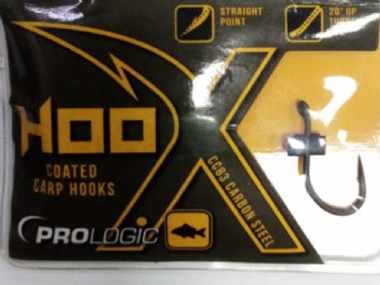 STRAIGHT
POINT
20° UP
HOOX
COATED
CARP HOOKS
CC83 CARBON STEEL
PROLOGIC